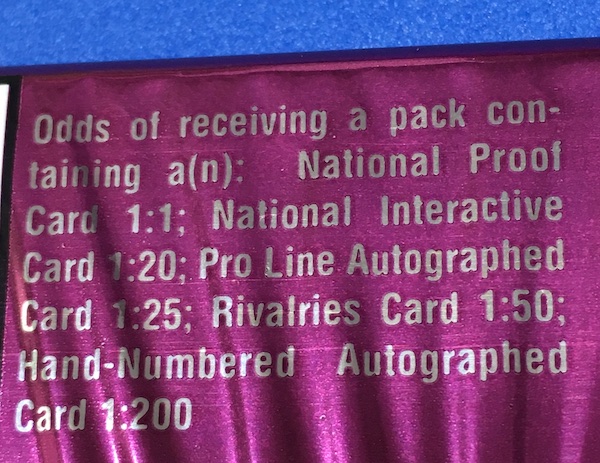 Odds of receiving a pack con-
taining a(n): National Proof
Card 1:1; National Interactive
Card 1:20; Pro Line Autographed
Card 1:25; Rivalries Card 1:50;
Hand-Numbered Autographed
Card 1:200